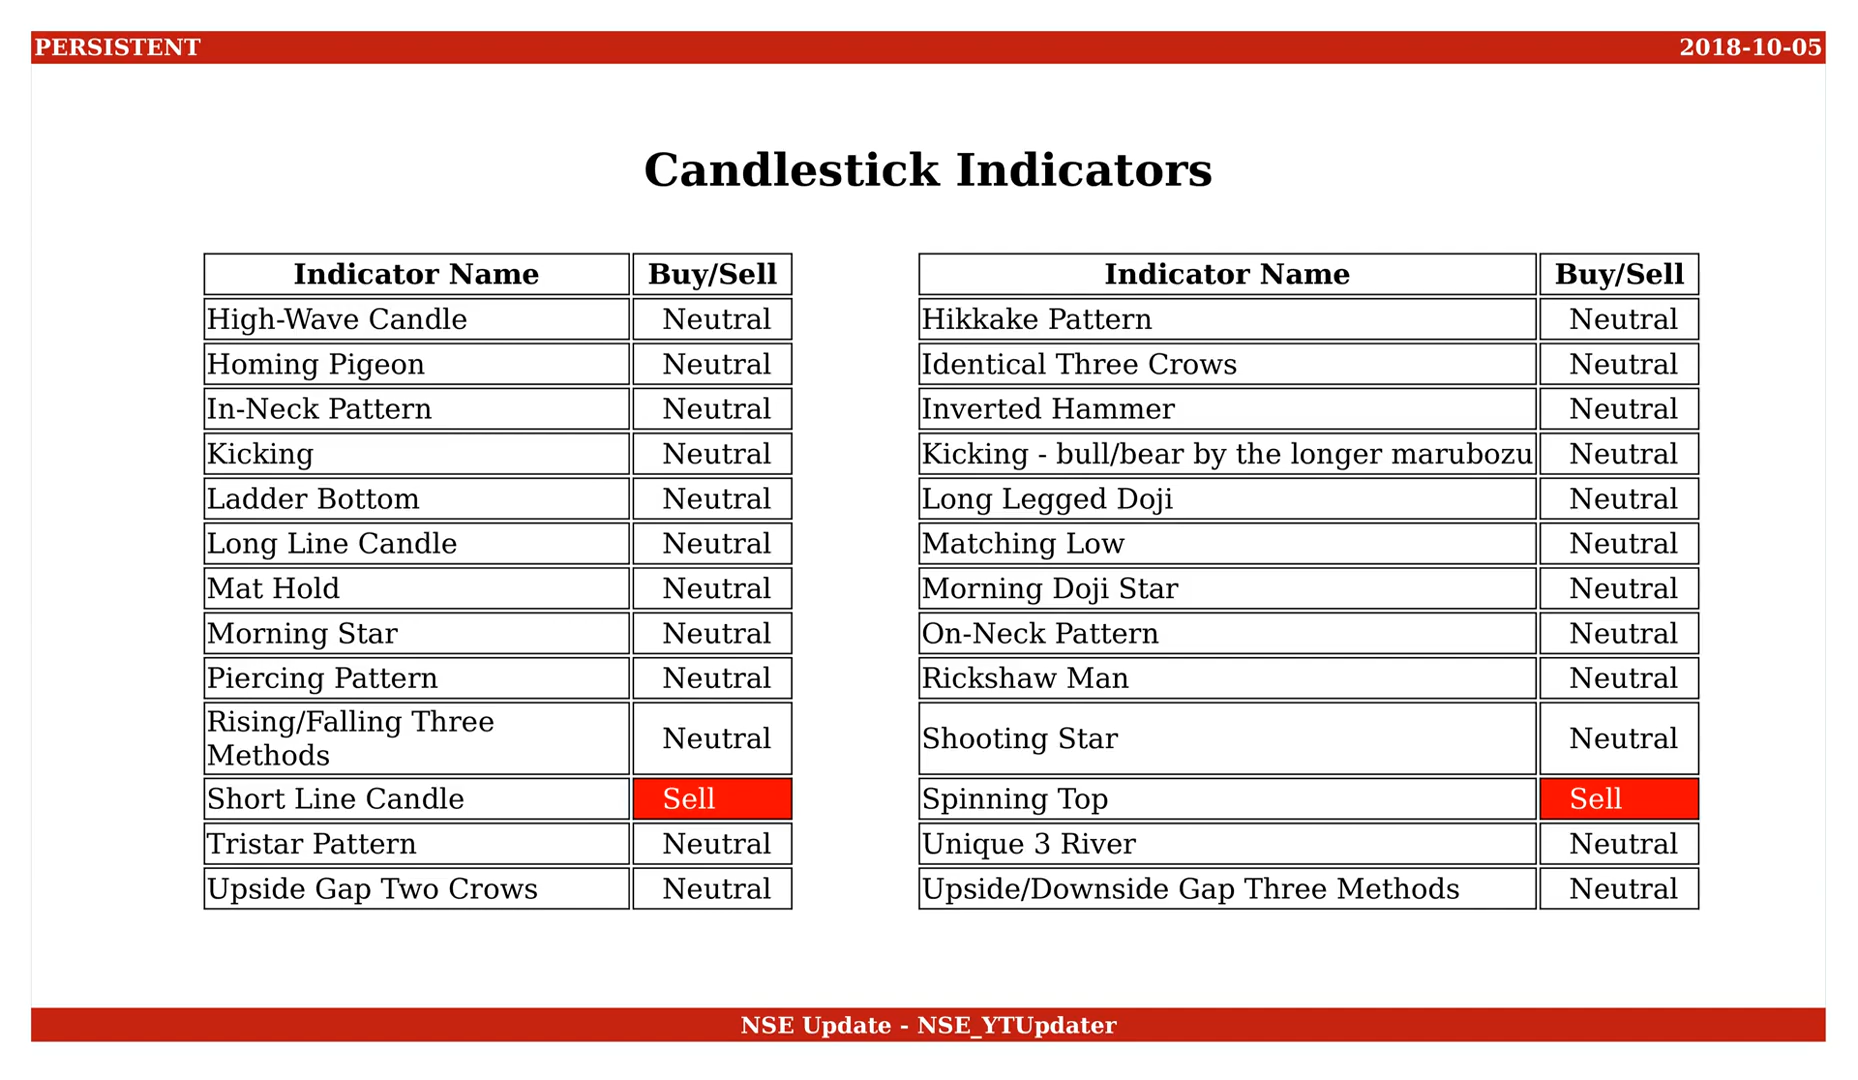 PERSISTENT 2018-10-05
Candlestick Indicators
Indicator Name Buy/Sell Indicator Name Buy/Sell
High-Wave Candle Neutral Hikkake Pattern Neutral
Homing Pigeon Neutral Identical Three Crows Neutral
In-Neck Pattern Neutral Inverted Hammer Neutral
Kicking Neutral Kicking - bull/bear by the longer marubozu Neutral
Ladder Bottom Neutral Long Legged Doji Neutral
Long Line Candle Neutral Matching Low Neutral
Mat Hold Neutral Morning Doji Star Neutral
Morning Star Neutral On-Neck Pattern Neutral
Piercing Pattern Neutral Rickshaw Man Neutral
Rising/Falling Three
Methods Neutral Shooting Star Neutral
Short Line Candle Sell Spinning Top Sell
Tristar Pattern Neutral Unique 3 River Neutral
Upside Gap Two Crows Neutral Upside/Downside Gap Three Methods Neutral
NSE Update - NSE_YTUpdater